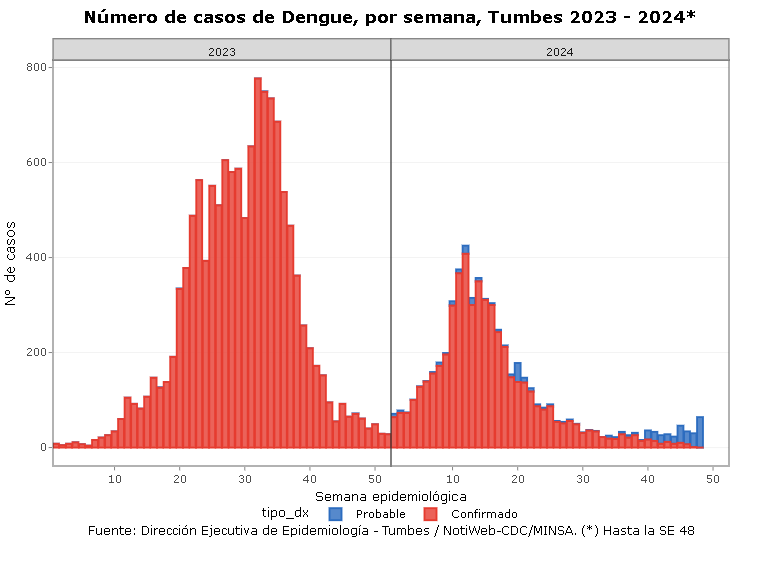 Número de casos de Dengue, por semana, Tumbes 2023 - 2024*
2023 2024
800
600
400
200
0
N° de casos
10 20 30 40 50 10 20 30 40 50
Semana epidemiológica
tipo_dx Probable Confirmado
Fuente: Dirección Ejecutiva de Epidemiología - Tumbes / NotiWeb-CDC/MINSA. (*) Hasta la SE 48